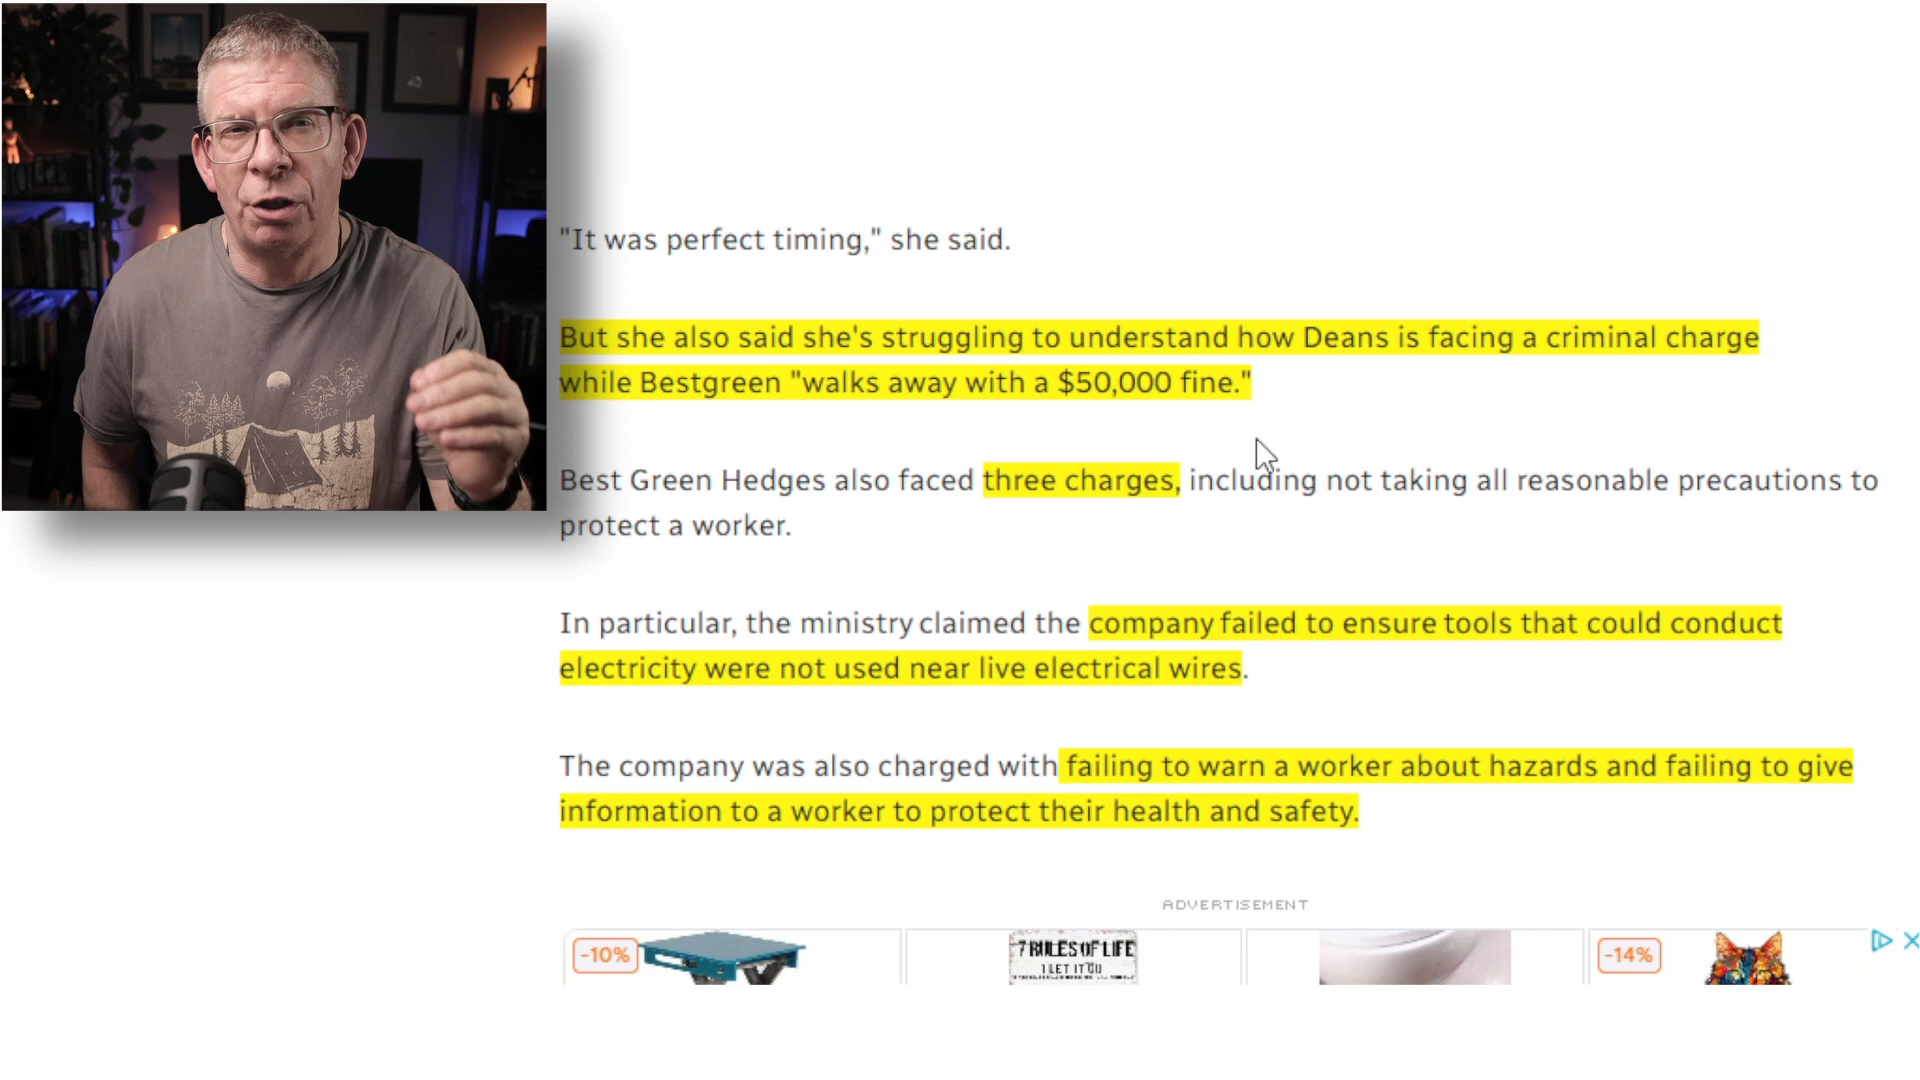 "It was perfect timing," she said.
But she also said she's struggling to understand how Deans is facing a criminal charge
while Bestgreen "walks away with a $50,000 fine."
Best Green Hedges also faced three charges, including not taking all reasonable precautions to
protect a worker.
In particular, the ministry claimed the company failed to ensure tools that could conduct
electricity were not used near live electrical wires.
The company was also charged with failing to warn a worker about hazards and failing to give
information to a worker to protect their health and safety.
ADVERTISEMENT
-10%
7 RULES OF LIFE
1 LET IT GO
-14%